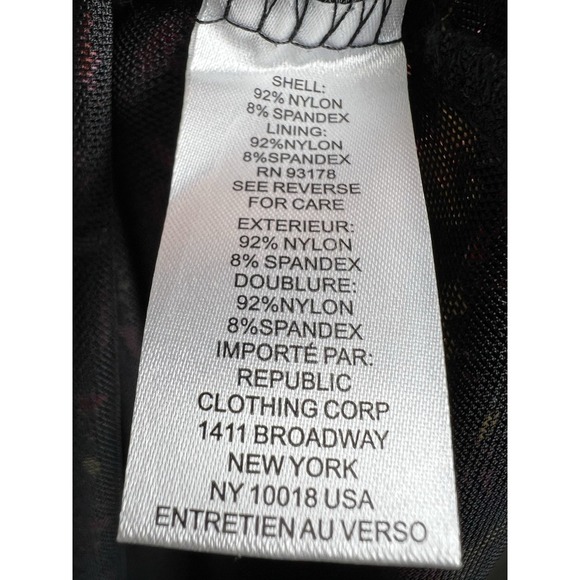 SHELL:
92% NYLON
8% SPANDEX
LINING:
92%NYLON
8%SPANDEX
RN 93178
SEE REVERSE
FOR CARE
EXTERIEUR:
92% NYLON
8% SPANDEX
DOUBLURE:
92%NYLON
8%SPANDEX
IMPORTÉ PAR:
REPUBLIC
CLOTHING CORP
1411 BROADWAY
NEW YORK
NY 10018 USA
ENTRETIEN AU VERSO